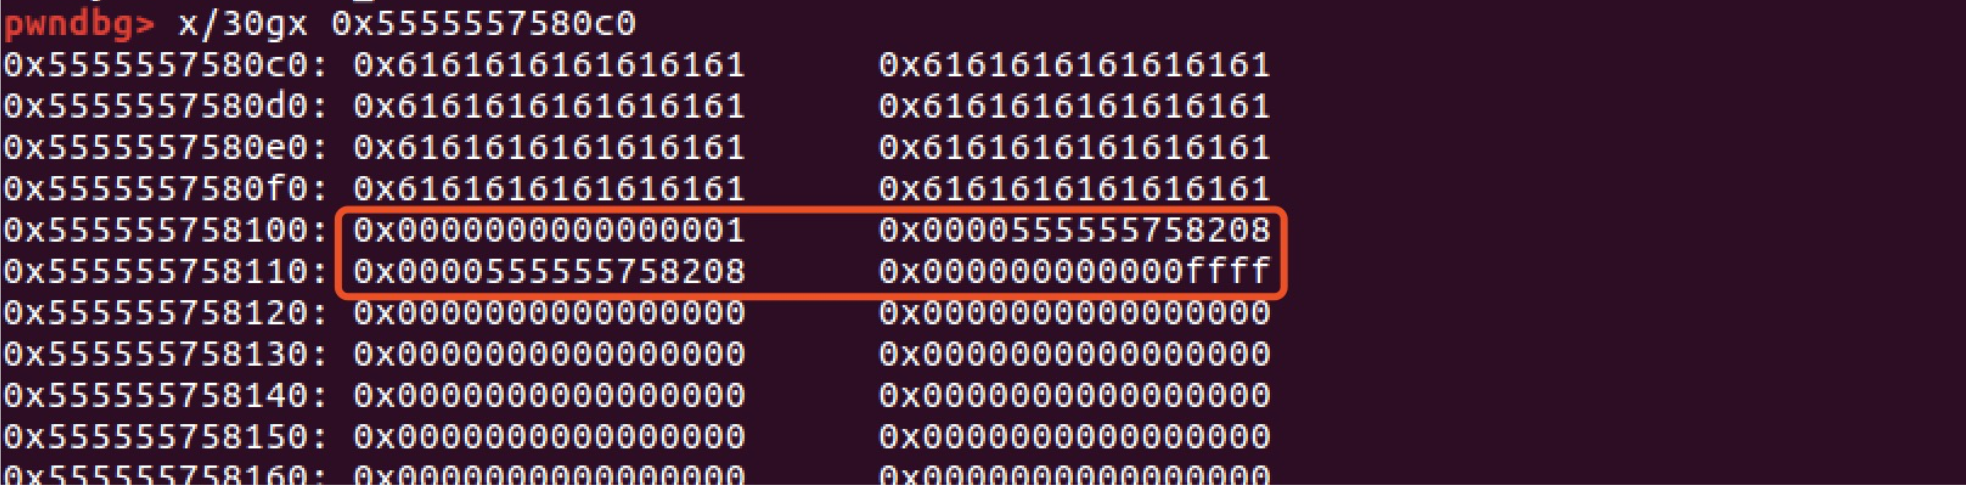 pwndbg> x/30gx 0x5555557580c0
0x5555557580c0: 0x6161616161616161 0x6161616161616161
0x5555557580d0: 0x6161616161616161 0x6161616161616161
0x5555557580e0: 0x6161616161616161 0x6161616161616161
0x5555557580f0: 0x6161616161616161 0x6161616161616161
0x555555758100: 0x0000000000000001 0x0000555555758208
0x555555758110: 0x0000555555758208 0x000000000000ffff
0x555555758120: 0x0000000000000000 0x0000000000000000
0x555555758130: 0x0000000000000000 0x0000000000000000
0x555555758140: 0x0000000000000000 0x0000000000000000
0x555555758150: 0x0000000000000000 0x0000000000000000
0x555555758160: 0x0000000000000000 0x0000000000000000